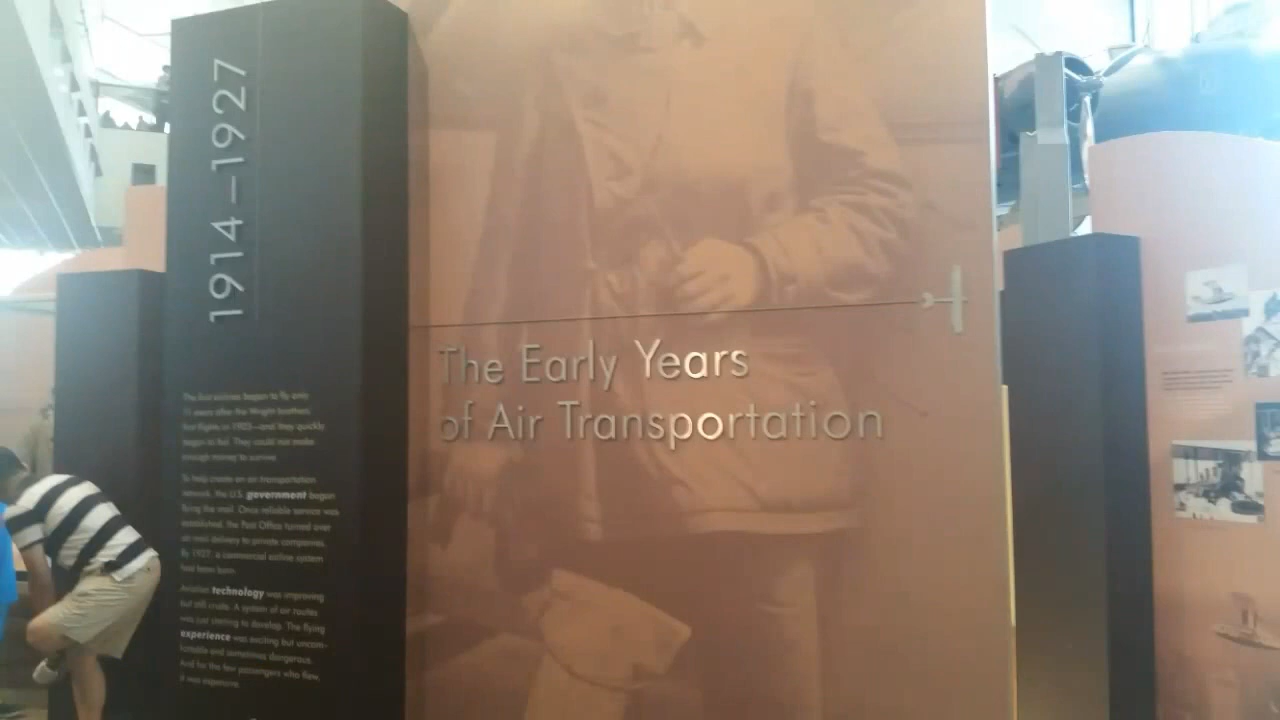 1914–1927
The first airlines began to fly only
11 years after the Wright brothers'
first flights in 1903—and they quickly
began to fail. They could not make
enough money to survive.
To help create an air transportation
network, the U.S. government began
flying the mail. Once reliable service was
established, the Post Office turned over
air mail delivery to private companies.
By 1927, a commercial airline system
had been born.
Aviation technology was improving
but still crude. A system of air routes
was just starting to develop. The flying
experience was exciting but uncom-
fortable and sometimes dangerous.
And for the few passengers who flew,
it was expensive.
The Early Years
of Air Transportation